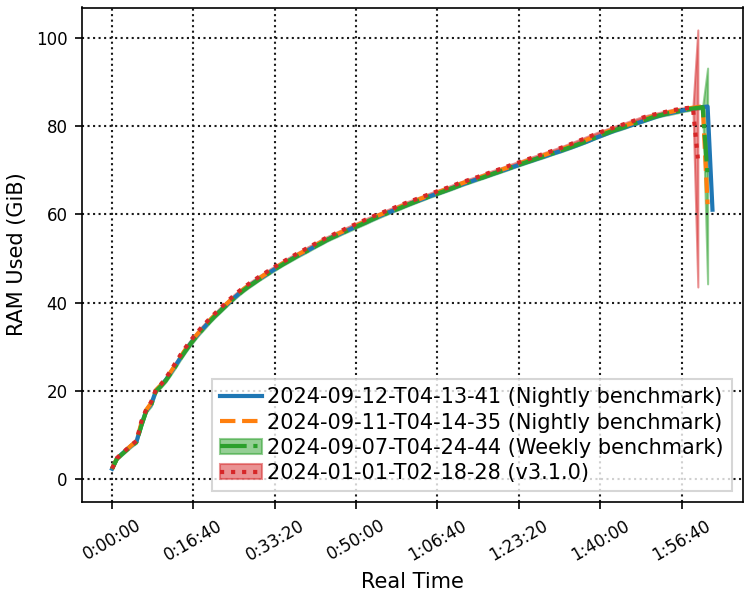 100
80
60
40
20
0
RAM Used (GiB)
2024-09-12-T04-13-41 (Nightly benchmark)
2024-09-11-T04-14-35 (Nightly benchmark)
2024-09-07-T04-24-44 (Weekly benchmark)
2024-01-01-T02-18-28 (v3.1.0)
0:00:00
0:16:40
0:33:20
0:50:00
1:06:40
1:23:20
1:40:00
1:56:40
Real Time